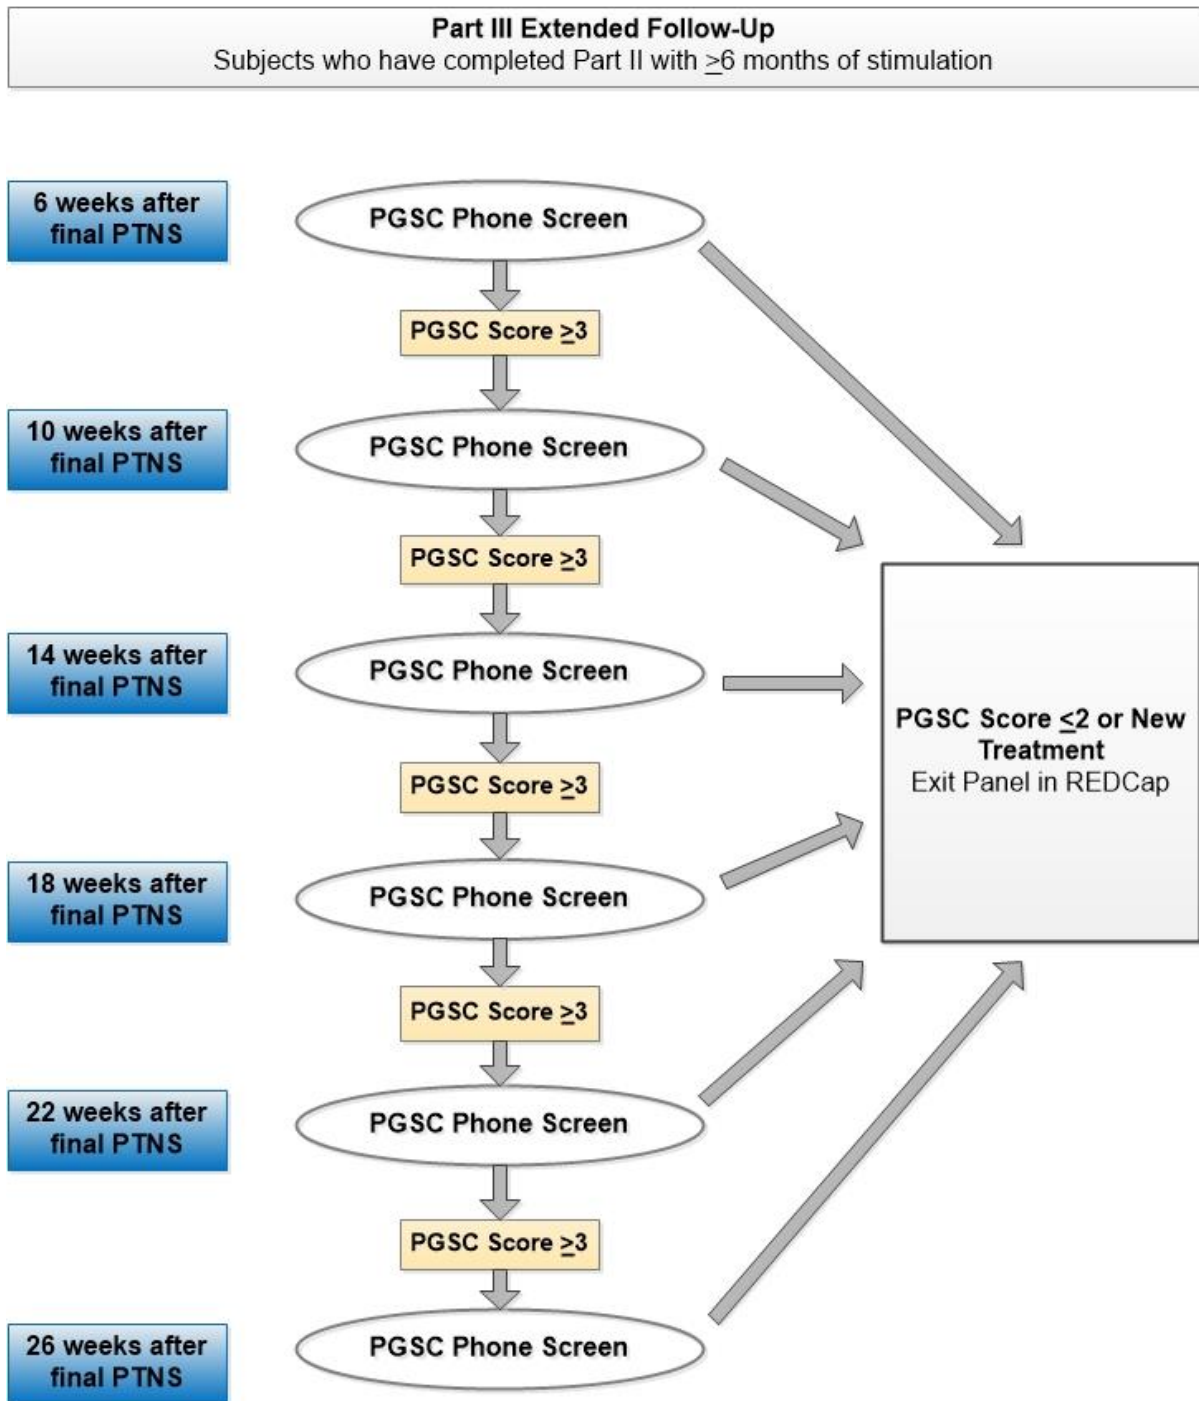 Part III Extended Follow-Up
Subjects who have completed Part II with ≥6 months of stimulation
6 weeks after
final PTNS
PGSC Phone Screen
PGSC Score ≥3
10 weeks after
final PTNS
PGSC Phone Screen
PGSC Score ≥3
14 weeks after
final PTNS
PGSC Phone Screen
PGSC Score ≤2 or New
Treatment
Exit Panel in REDCap
PGSC Score ≥3
18 weeks after
final PTNS
PGSC Phone Screen
PGSC Score ≥3
22 weeks after
final PTNS
PGSC Phone Screen
PGSC Score ≥3
26 weeks after
final PTNS
PGSC Phone Screen